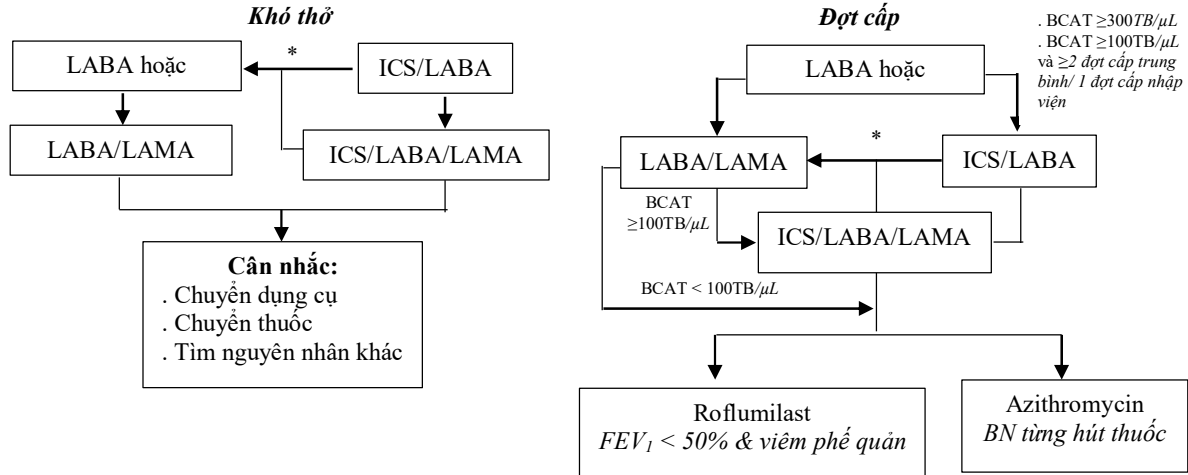 Khó thở
*
LABA hoặc
ICS/LABA
LABA/LAMA
ICS/LABA/LAMA
Cân nhắc:
. Chuyển dụng cụ
. Chuyển thuốc
. Tìm nguyên nhân khác
Đợt cấp
. BCAT ≥300TB/µL
. BCAT ≥100TB/µL
và ≥2 đợt cấp trung
bình/ 1 đợt cấp nhập
viện
LABA hoặc
*
LABA/LAMA
ICS/LABA
BCAT
≥100TB/µL
ICS/LABA/LAMA
BCAT < 100TB/µL
Roflumilast
FEV₁ < 50% & viêm phế quản
Azithromycin
BN từng hút thuốc